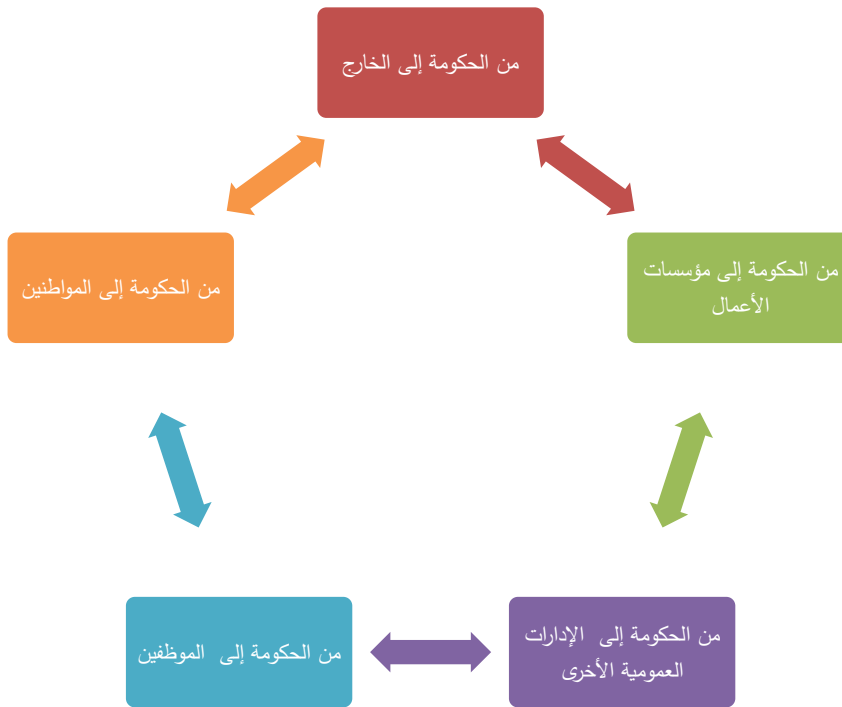 من الحكومة إلى الخارج
من الحكومة إلى مؤسسات
الأعمال
من الحكومة إلى المواطنين
من الحكومة إلى الإدارات
العمومية الأخرى
من الحكومة إلى الموظفين